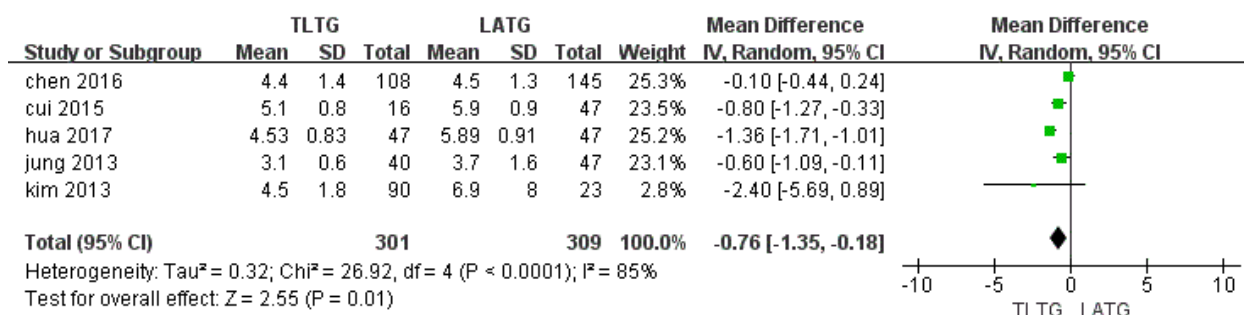 TLTG LATG Mean Difference Mean Difference
Study or Subgroup Mean SD Total Mean SD Total Weight IV, Random, 95% CI IV, Random, 95% CI
chen 2016 4.4 1.4 108 4.5 1.3 145 25.3% -0.10 [-0.44, 0.24]
cui 2015 5.1 0.8 16 5.9 0.9 47 23.5% -0.80 [-1.27, -0.33]
hua 2017 4.53 0.83 47 5.89 0.91 47 25.2% -1.36 [-1.71, -1.01]
jung 2013 3.1 0.6 40 3.7 1.6 47 23.1% -0.60 [-1.09, -0.11]
kim 2013 4.5 1.8 90 6.9 8 23 2.8% -2.40 [-5.69, 0.89]
Total (95% CI) 301 309 100.0% -0.76 [-1.35, -0.18]
Heterogeneity: Tau² = 0.32; Chi² = 26.92, df = 4 (P < 0.0001); I² = 85%
Test for overall effect: Z = 2.55 (P = 0.01)
-10 -5 0 5 10
TLTG LATG